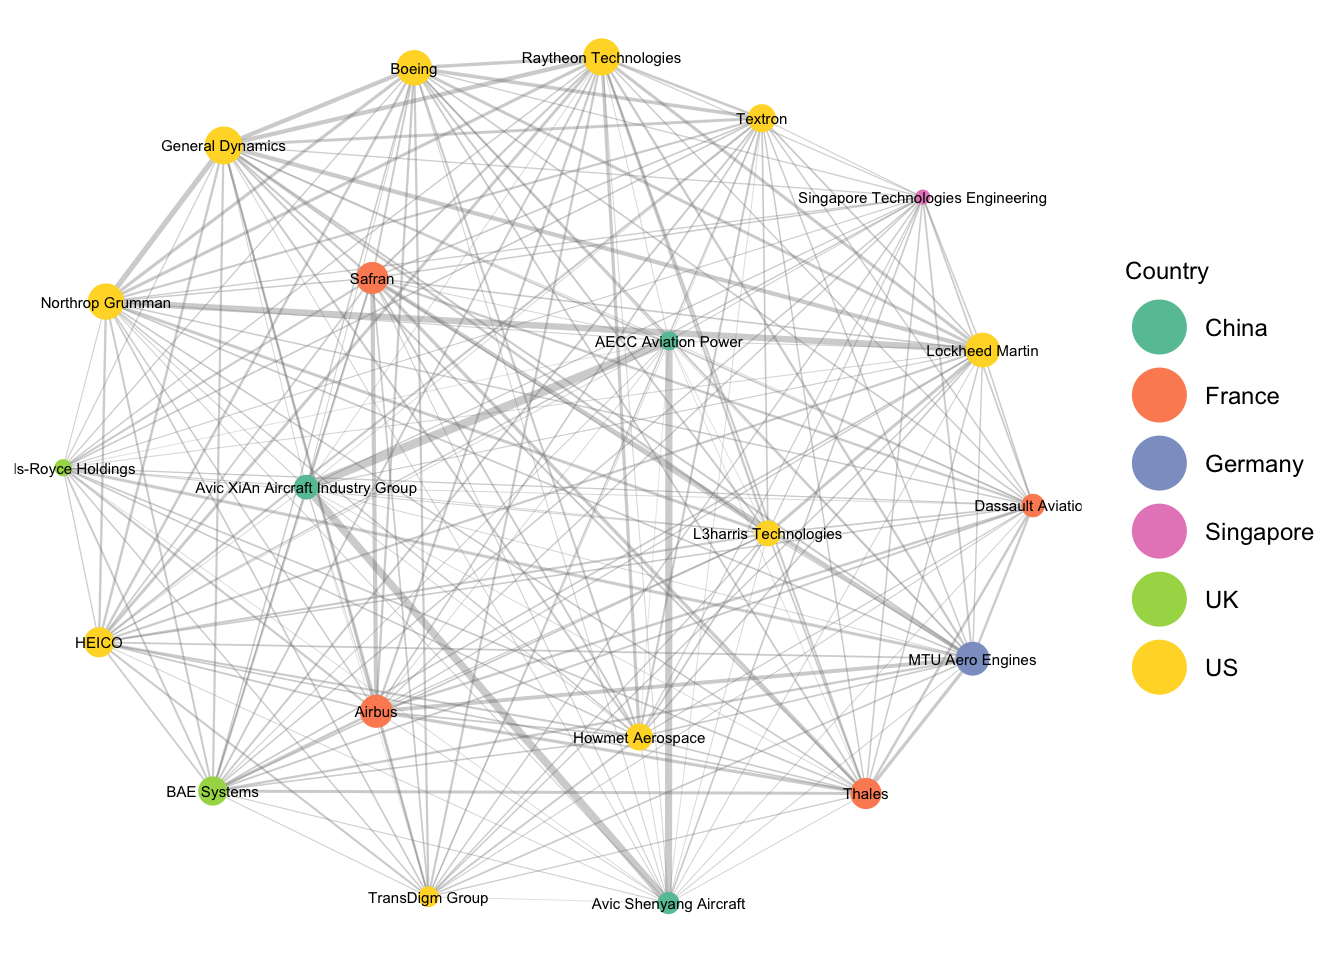 Raytheon Technologies
Boeing
Textron
General Dynamics
Singapore Technologies Engineering
Country
Safran
Northrop Grumman
China
AECC Aviation Power
Lockheed Martin
France
Germany
ls-Royce Holdings
Avic XiAn Aircraft Industry Group
Dassault Aviatio
Singapore
L3harris Technologies
UK
HEICO
MTU Aero Engines
US
Airbus
Howmet Aerospace
BAE Systems
Thales
TransDigm Group
Avic Shenyang Aircraft